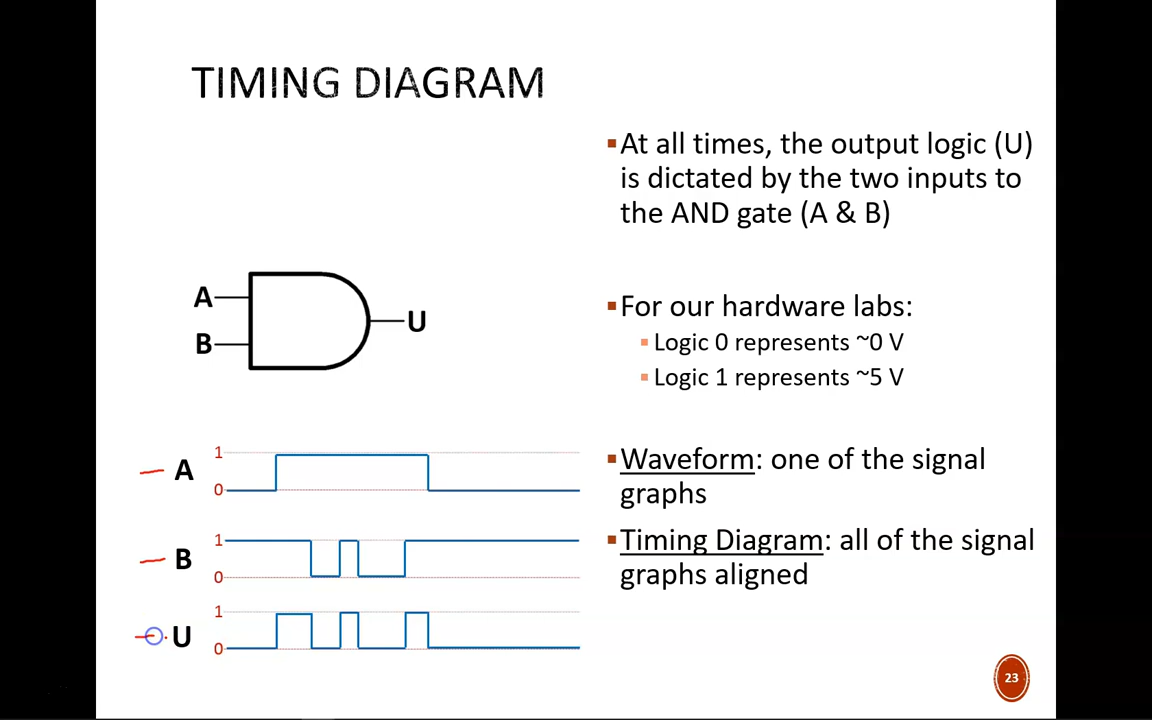 TIMING DIAGRAM
▪At all times, the output logic (U)
is dictated by the two inputs to
the AND gate (A & B)
A
B
U
▪For our hardware labs:
▪Logic 0 represents ~0 V
▪Logic 1 represents ~5 V
A
1
0
B
1
0
U
1
0
▪Waveform: one of the signal
graphs
▪Timing Diagram: all of the signal
graphs aligned
23